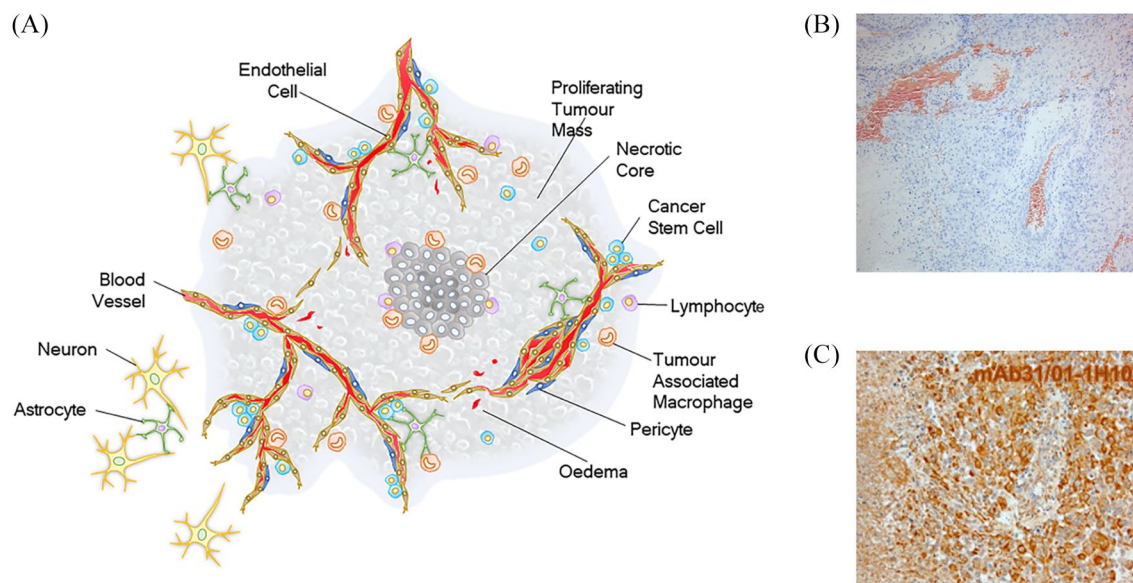 (A)
Endothelial
Cell
Proliferating
Tumour
Mass
Necrotic
Core
Cancer
Stem Cell
Lymphocyte
Tumour
Associated
Macrophage
Pericyte
Oedema
Blood
Vessel
Neuron
Astrocyte
(B)
(C)
mAb31/01-1H10